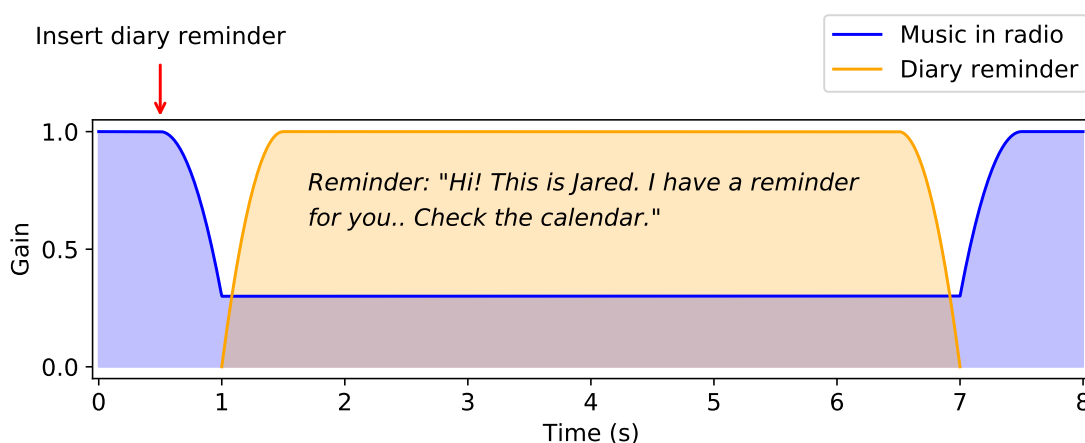 Insert diary reminder
Music in radio
Diary reminder
1.0
0.5
0.0
Gain
Reminder: "Hi! This is Jared. I have a reminder
for you.. Check the calendar."
0 1 2 3 4 5 6 7 8
Time (s)